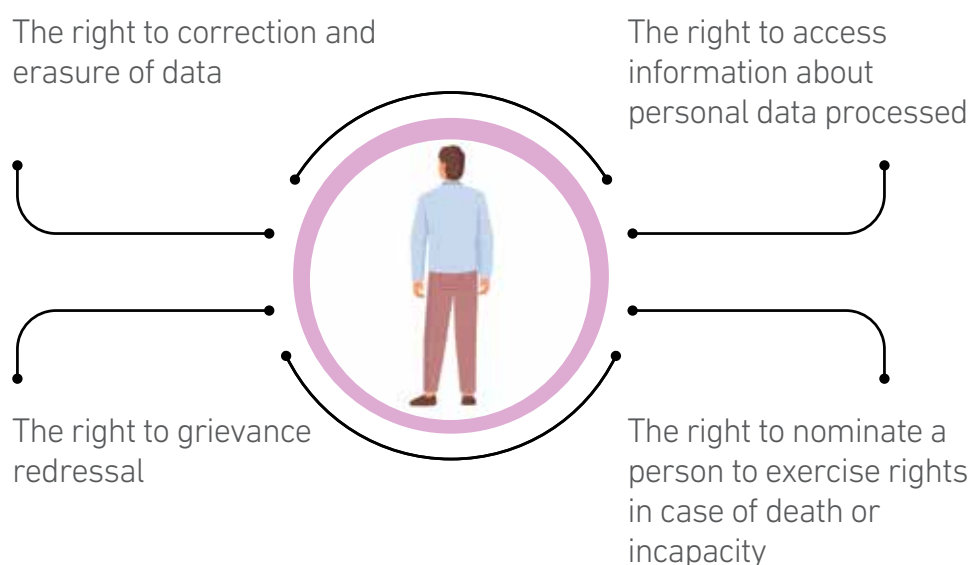 The right to correction and
erasure of data
The right to access
information about
personal data processed
The right to grievance
redressal
The right to nominate a
person to exercise rights
in case of death or
incapacity